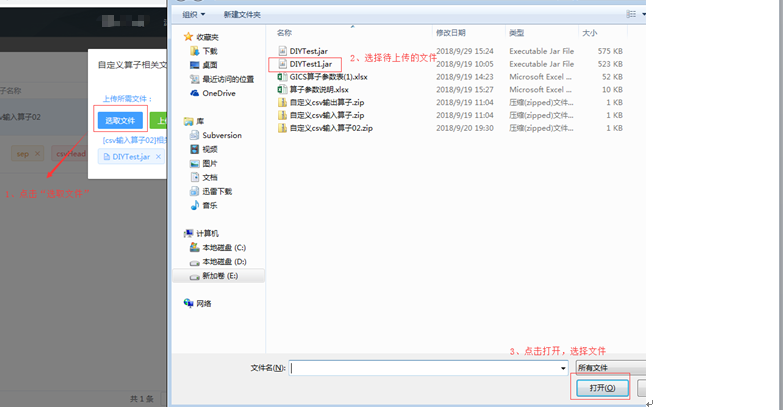 组织 新建文件夹
自定义算子相关文
子名称
上传所需文件：
sv输入算子02
选取文件 上传
[csv输入算子02]相关
sep × csvHead
DIYTest.jar ×
1、点击“选取文件”
共 1 条
收藏夹
下载
桌面
最近访问的位置
OneDrive
库
Subversion
视频
图片
文档
迅雷下载
音乐
计算机
本地磁盘 (C:)
本地磁盘 (D:)
新加卷 (E:)
网络
名称 修改日期 类型 大小
DIYTest.jar 2018/9/29 15:24 Executable Jar File 575 KB
DIYTest1.jar 2018/9/19 10:05 Executable Jar File 523 KB
2、选择待上传的文件
GICS算子参数表(1).xlsx 2018/9/19 14:23 Microsoft Excel ... 52 KB
算子参数说明.xlsx 2018/9/19 15:27 Microsoft Excel ... 10 KB
自定义csv输出算子.zip 2018/9/19 11:04 压缩(zipped)文件... 1 KB
自定义csv输入算子.zip 2018/9/19 11:04 压缩(zipped)文件... 1 KB
自定义csv输入算子02.zip 2018/9/20 19:30 压缩(zipped)文件... 1 KB
3、点击打开，选择文件
文件名(N): 所有文件
打开(O)